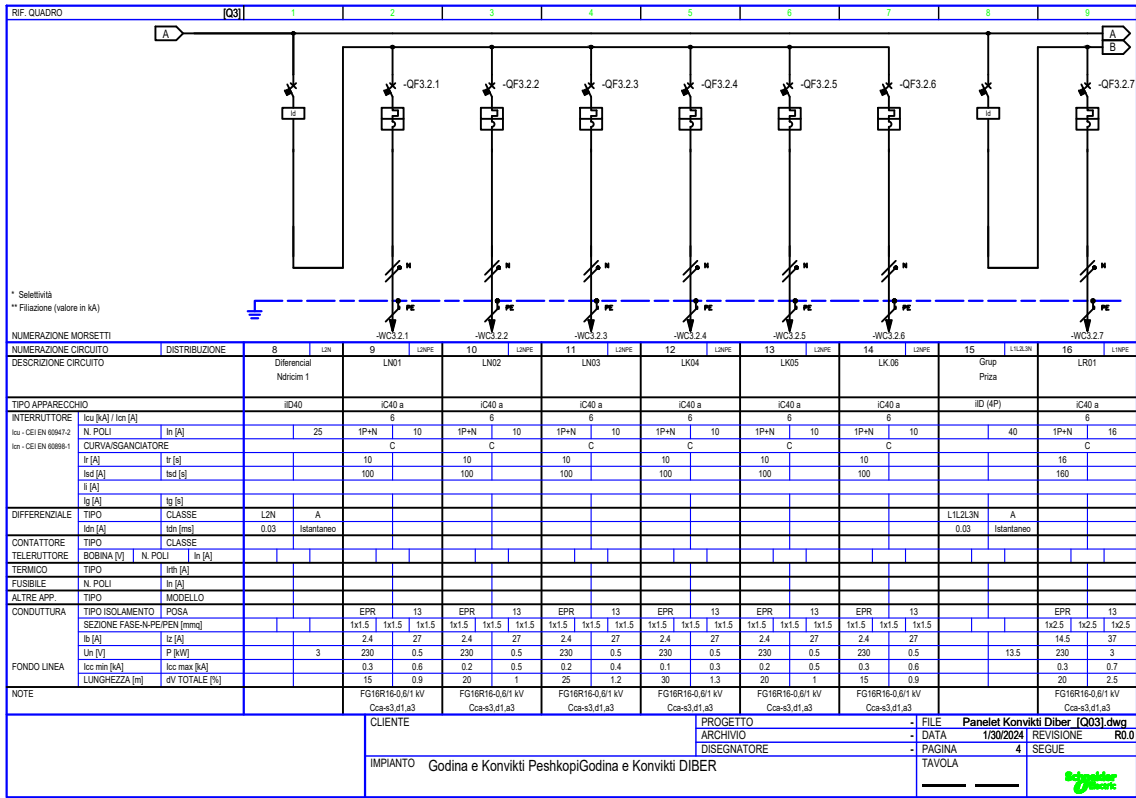 RIF. QUADRO [Q3] 1 2 3 4 5 6 7 8 9
A A
B
-QF3.2.1 -QF3.2.2 -QF3.2.3 -QF3.2.4 -QF3.2.5 -QF3.2.6 -QF3.2.7
Id Id
N N N N N N N
* Selettività
** Filiazione (valore in kA)
PE PE PE PE PE PE PE
NUMERAZIONE MORSETTI -WC3.2.1 -WC3.2.2 -WC3.2.3 -WC3.2.4 -WC3.2.5 -WC3.2.6 -WC3.2.7
NUMERAZIONE CIRCUITO DISTRIBUZIONE 8 L2N 9 L2NPE 10 L2NPE 11 L2NPE 12 L2NPE 13 L2NPE 14 L2NPE 15 L1L2L3N 16 L1NPE
DESCRIZIONE CIRCUITO Diferencial LN01 LN02 LN03 LK04 LK05 LK.06 Grup LR01
Ndricim 1 Priza
TIPO APPARECCHIO iID40 iC40 a iC40 a iC40 a iC40 a iC40 a iC40 a iID (4P) iC40 a
INTERRUTTORE Icu [kA] / Icn [A] 6 6 6 6 6 6 6
Icu - CEI EN 60947-2 N. POLI In [A] 25 1P+N 10 1P+N 10 1P+N 10 1P+N 10 1P+N 10 1P+N 10 40 1P+N 16
Icn - CEI EN 60898-1 CURVA/SGANCIATORE C C C C C C C
Ir [A] tr [s] 10 10 10 10 10 10 16
Isd [A] tsd [s] 100 100 100 100 100 100 160
Ii [A]
Ig [A] tg [s]
DIFFERENZIALE TIPO CLASSE L2N A L1L2L3N A
Idn [A] tdn [ms] 0.03 Istantaneo 0.03 Istantaneo
CONTATTORE TIPO CLASSE
TELERUTTORE BOBINA [V] N. POLI In [A]
TERMICO TIPO Irth [A]
FUSIBILE N. POLI In [A]
ALTRE APP. TIPO MODELLO
CONDUTTURA TIPO ISOLAMENTO POSA EPR 13 EPR 13 EPR 13 EPR 13 EPR 13 EPR 13 EPR 13
SEZIONE FASE-N-PE/PEN [mmq] 1x1.5 1x1.5 1x1.5 1x1.5 1x1.5 1x1.5 1x1.5 1x1.5 1x1.5 1x1.5 1x1.5 1x1.5 1x1.5 1x1.5 1x1.5 1x1.5 1x1.5 1x1.5 1x2.5 1x2.5 1x2.5
Ib [A] Iz [A] 2.4 27 2.4 27 2.4 27 2.4 27 2.4 27 2.4 27 14.5 37
Un [V] P [kW] 3 230 0.5 230 0.5 230 0.5 230 0.5 230 0.5 230 0.5 13.5 230 3
FONDO LINEA Icc min [kA] Icc max [kA] 0.3 0.6 0.2 0.5 0.2 0.4 0.1 0.3 0.2 0.5 0.3 0.6 0.3 0.7
LUNGHEZZA [m] dV TOTALE [%] 15 0.9 20 1 25 1.2 30 1.3 20 1 15 0.9 20 2.5
NOTE FG16R16-0,6/1 kV FG16R16-0,6/1 kV FG16R16-0,6/1 kV FG16R16-0,6/1 kV FG16R16-0,6/1 kV FG16R16-0,6/1 kV FG16R16-0,6/1 kV
Cca-s3,d1,a3 Cca-s3,d1,a3 Cca-s3,d1,a3 Cca-s3,d1,a3 Cca-s3,d1,a3 Cca-s3,d1,a3 Cca-s3,d1,a3
CLIENTE PROGETTO - FILE Panelet Konvikti Diber_[Q03].dwg
ARCHIVIO - DATA 1/30/2024 REVISIONE R0.0
DISEGNATORE - PAGINA 4 SEGUE
IMPIANTO Godina e Konvikti PeshkopiGodina e Konvikti DIBER TAVOLA
Schneider Electric